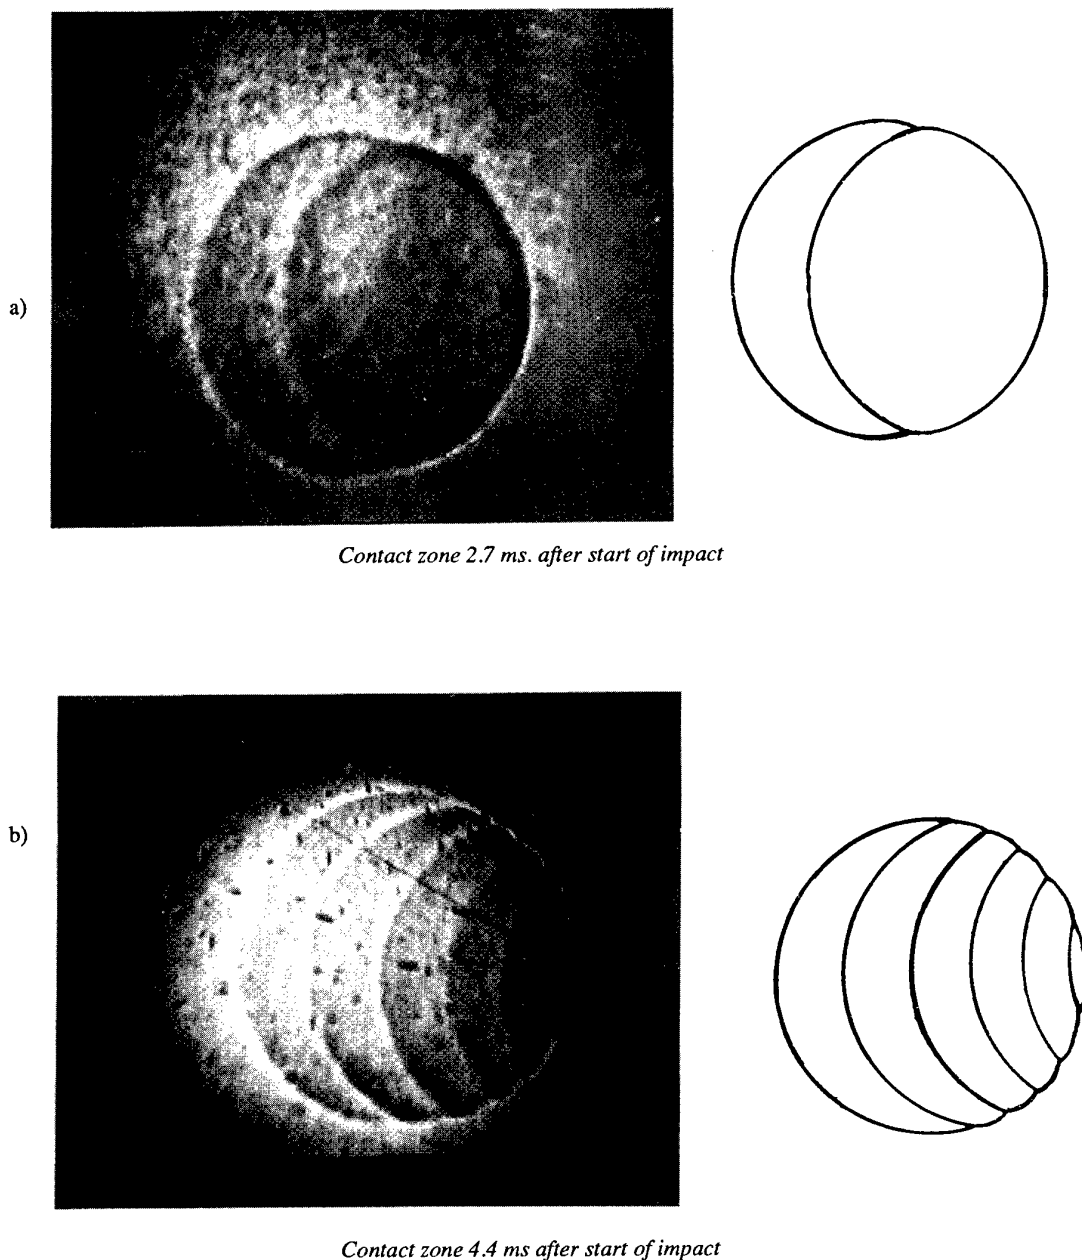 a)
Contact zone 2.7 ms. after start of impact
b)
Contact zone 4.4 ms after start of impact